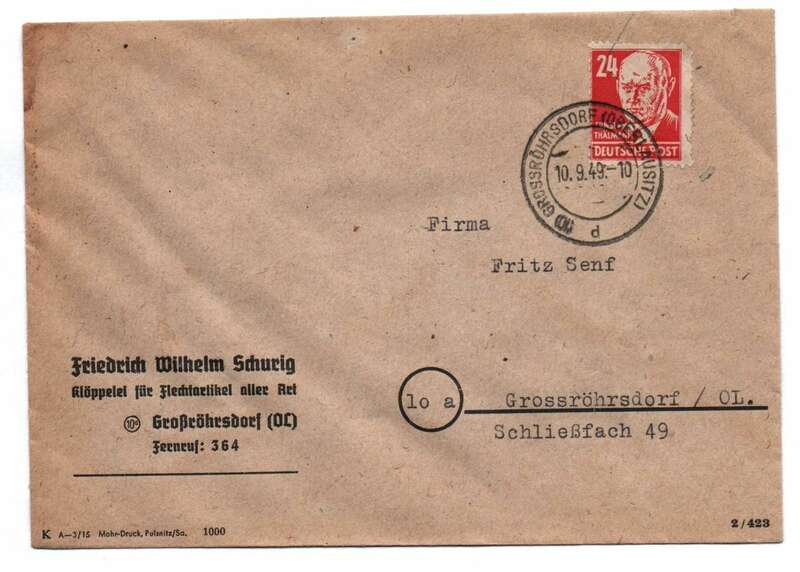 24
THÄLMANN
DEUTSCHE POST
GROSSRÖHRSDORF (OBERLAUSITZ)
10.9.49.-10
d
Firma
Fritz Senf
10 a Grossröhrsdorf / OL.
Schließfach 49
Friedrich Wilhelm Schurig
Klöppelei für Flechtartikel aller Art
10a Großröhrsdorf (OL)
Fernruf: 364
K A—3/15 Mohr-Druck, Pulsnitz/Sa. 1000
2/423